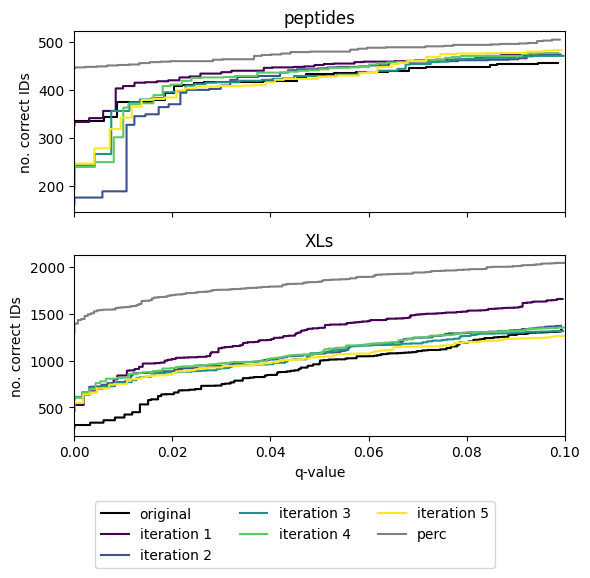 peptides
500
400
300
200
no. correct IDs
XLs
2000
1500
1000
500
no. correct IDs
0.00 0.02 0.04 0.06 0.08 0.10
q-value
original iteration 3 iteration 5
iteration 1 iteration 4 perc
iteration 2